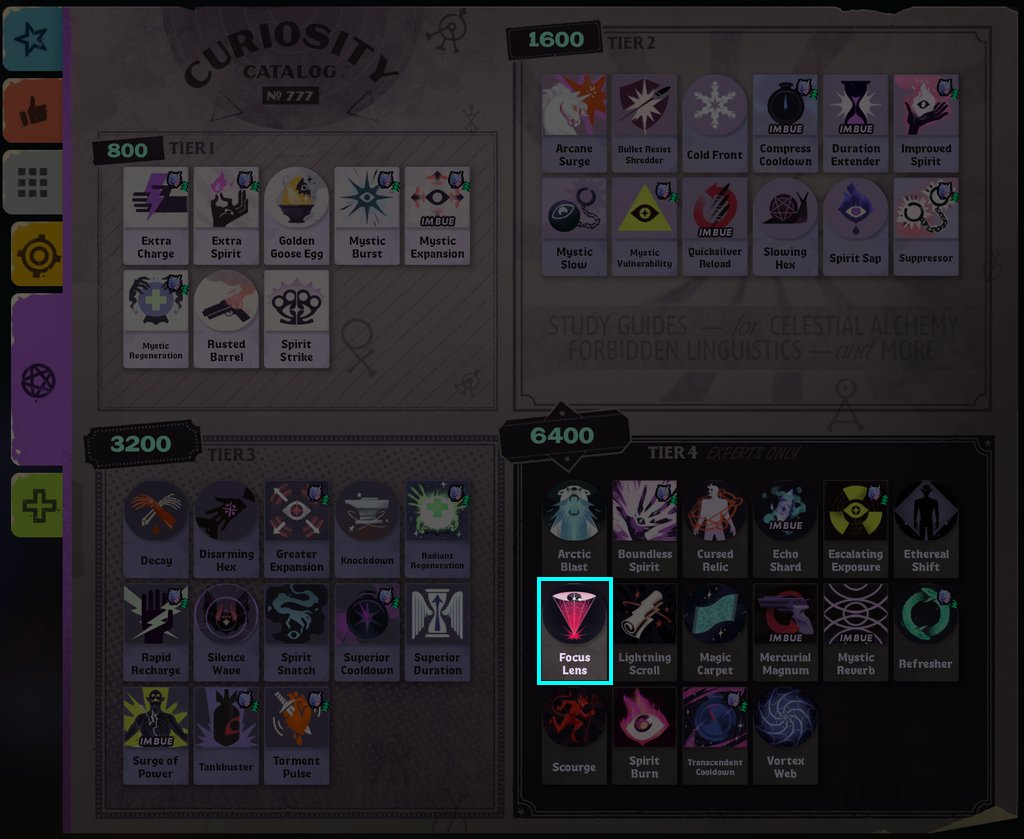 CURIOSITY
CATALOG
Nº 777
800 TIER 1
Extra Charge
Extra Spirit
Golden Goose Egg
Mystic Burst
IMBUE
Mystic Expansion
Mystic Regeneration
Rusted Barrel
Spirit Strike
1600 TIER 2
Arcane Surge
Bullet Resist Shredder
Cold Front
IMBUE
Compress Cooldown
IMBUE
Duration Extender
Improved Spirit
Mystic Slow
Mystic Vulnerability
IMBUE
Quicksilver Reload
Slowing Hex
Spirit Sap
Suppressor
STUDY GUIDES — for CELESTIAL ALCHEMY
FORBIDDEN LINGUISTICS — and MORE
3200 TIER 3
Decay
Disarming Hex
Greater Expansion
Knockdown
Radiant Regeneration
Rapid Recharge
Silence Wave
Spirit Snatch
Superior Cooldown
Superior Duration
IMBUE
Surge of Power
Tankbuster
Torment Pulse
6400 TIER 4 EXPERTS ONLY
Arctic Blast
Boundless Spirit
Cursed Relic
IMBUE
Echo Shard
Escalating Exposure
Ethereal Shift
Focus Lens
Lightning Scroll
Magic Carpet
IMBUE
Mercurial Magnum
IMBUE
Mystic Reverb
Refresher
Scourge
Spirit Burn
Transcendent Cooldown
Vortex Web